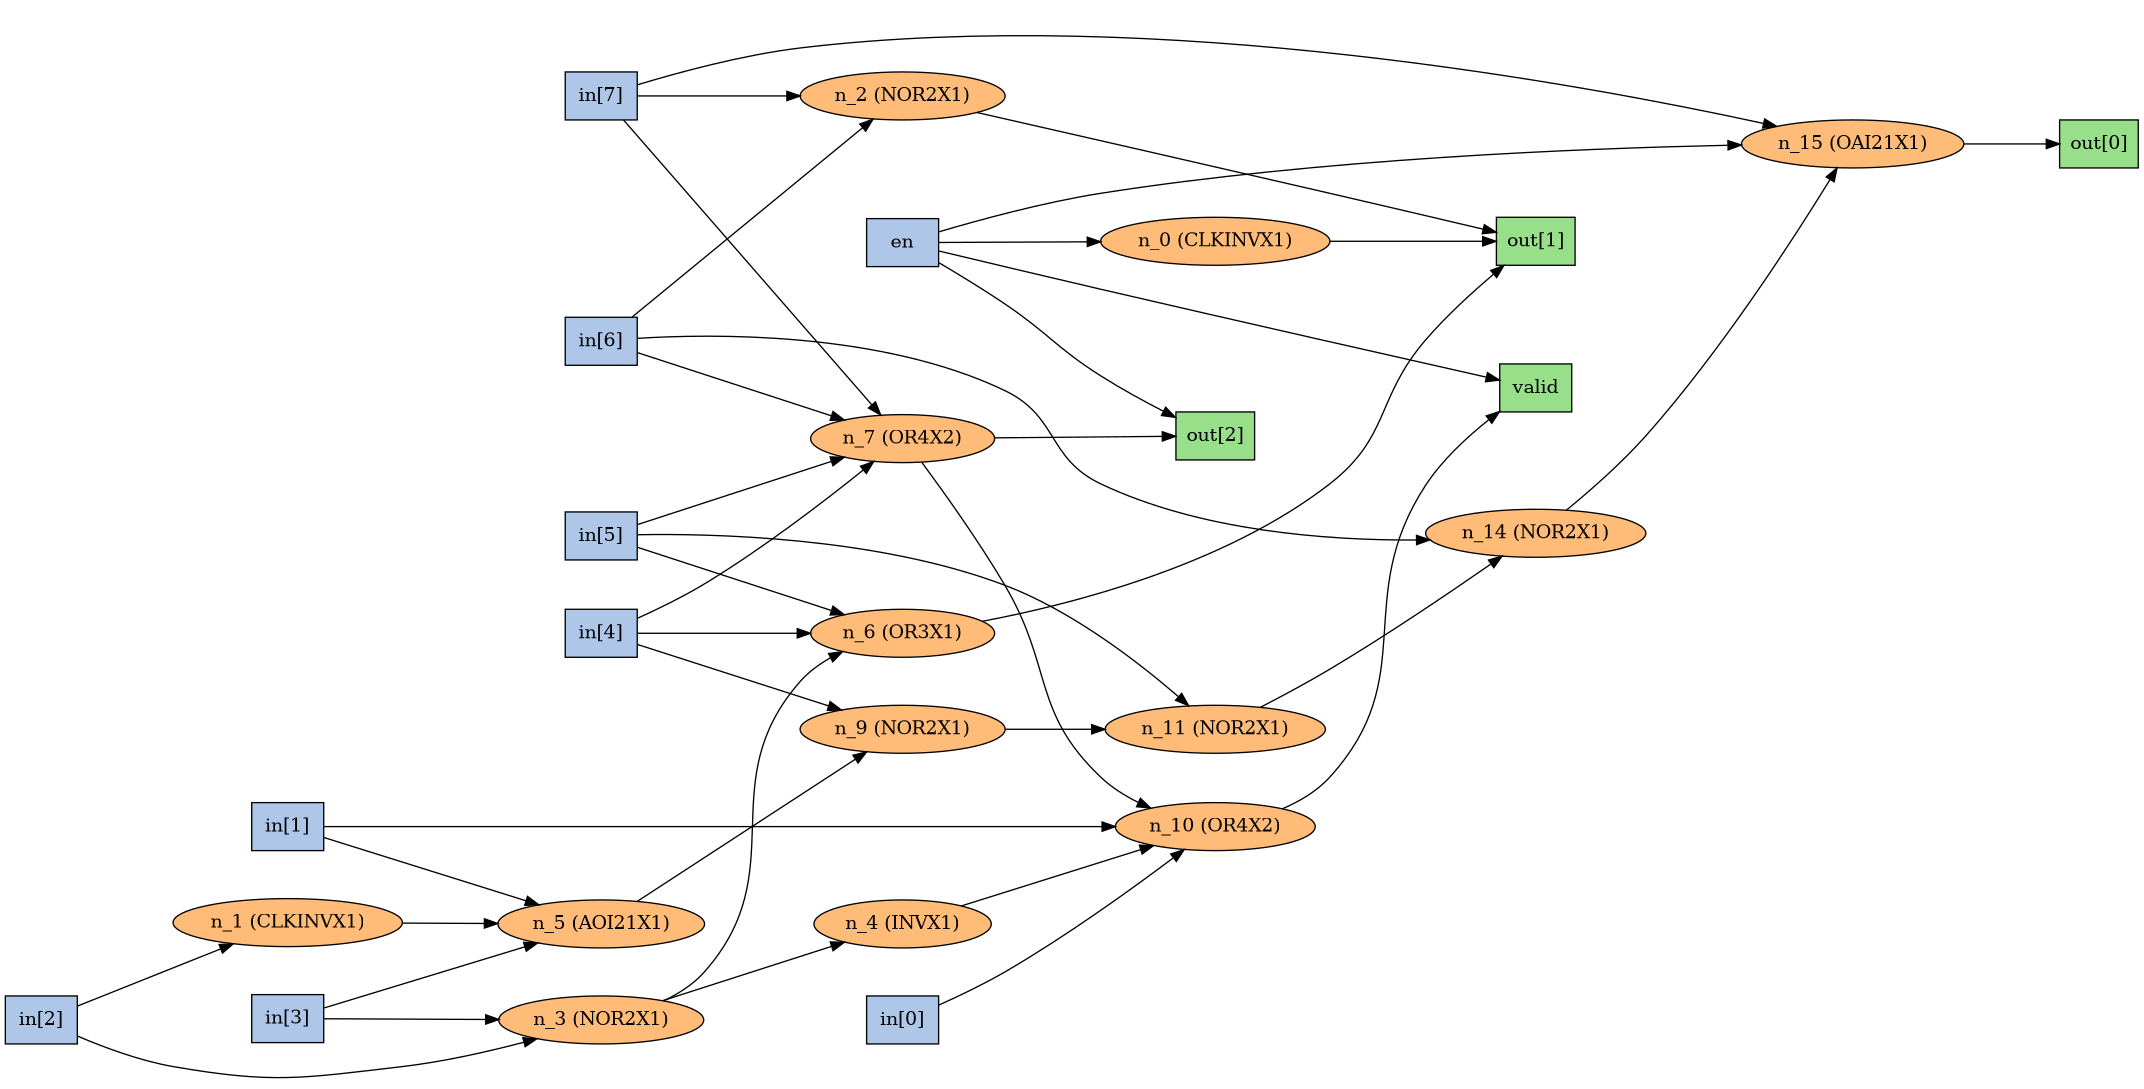 in[7]
n_2 (NOR2X1)
n_15 (OAI21X1)
out[0]
en
n_0 (CLKINVX1)
out[1]
in[6]
valid
n_7 (OR4X2)
out[2]
in[5]
n_14 (NOR2X1)
in[4]
n_6 (OR3X1)
n_9 (NOR2X1)
n_11 (NOR2X1)
in[1]
n_10 (OR4X2)
n_1 (CLKINVX1)
n_5 (AOI21X1)
n_4 (INVX1)
in[2]
in[3]
n_3 (NOR2X1)
in[0]